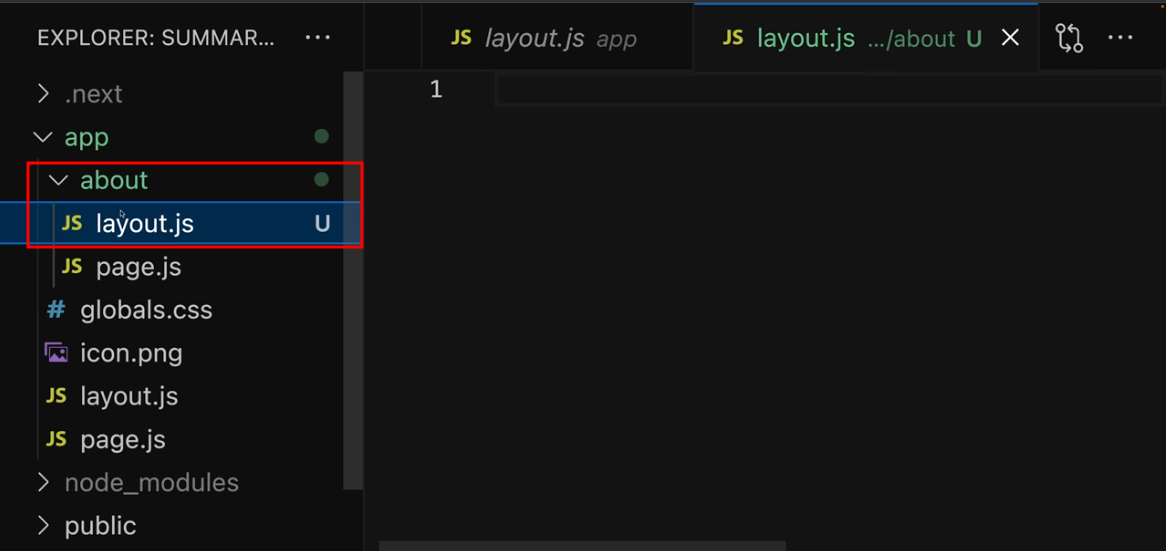 EXPLORER: SUMMAR... ...
JS layout.js app
JS layout.js .../about U ...
> .next
app
about
JS layout.js U
JS page.js
# globals.css
icon.png
JS layout.js
JS page.js
> node_modules
> public
1